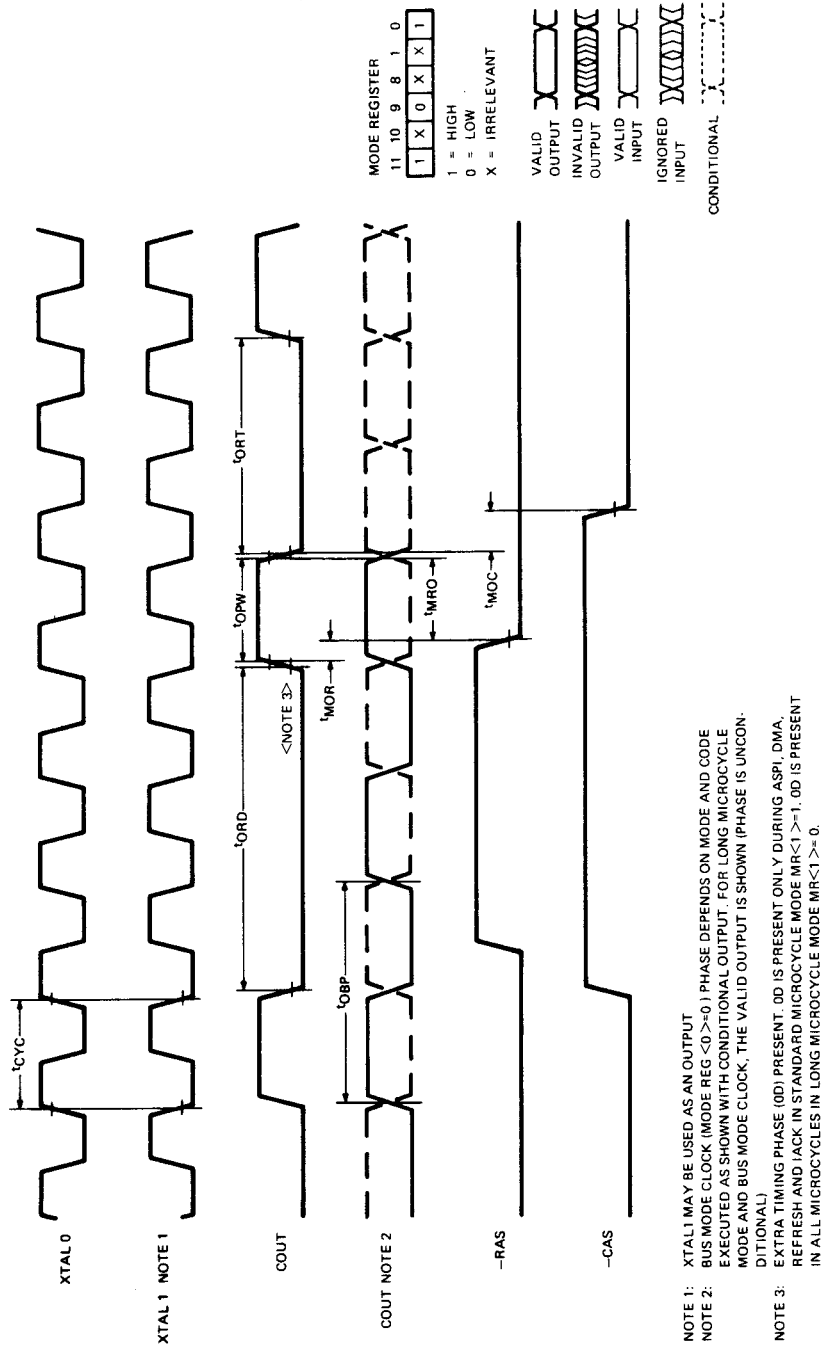 XTAL 0
tCYC
XTAL 1 NOTE 1
COUT
tORD
<NOTE 3>
tOPW
tORT
tMOR
COUT NOTE 2
tOBP
tMRO
tMOC
–RAS
–CAS
MODE REGISTER
11 10 9 8 1 0
1 X 0 X X 1
1 = HIGH
0 = LOW
X = IRRELEVANT
VALID
OUTPUT
INVALID
OUTPUT
VALID
INPUT
IGNORED
INPUT
CONDITIONAL
NOTE 1: XTAL1 MAY BE USED AS AN OUTPUT
NOTE 2: BUS MODE CLOCK (MODE REG <0>=0) PHASE DEPENDS ON MODE AND CODE
EXECUTED AS SHOWN WITH CONDITIONAL OUTPUT. FOR LONG MICROCYCLE
MODE AND BUS MODE CLOCK, THE VALID OUTPUT IS SHOWN (PHASE IS UNCON-
DITIONAL)
NOTE 3: EXTRA TIMING PHASE (0D) PRESENT. 0D IS PRESENT ONLY DURING ASPI, DMA,
REFRESH AND IACK IN STANDARD MICROCYCLE MODE MR<1>=1, 0D IS PRESENT
IN ALL MICROCYCLES IN LONG MICROCYCLE MODE MR<1>= 0.